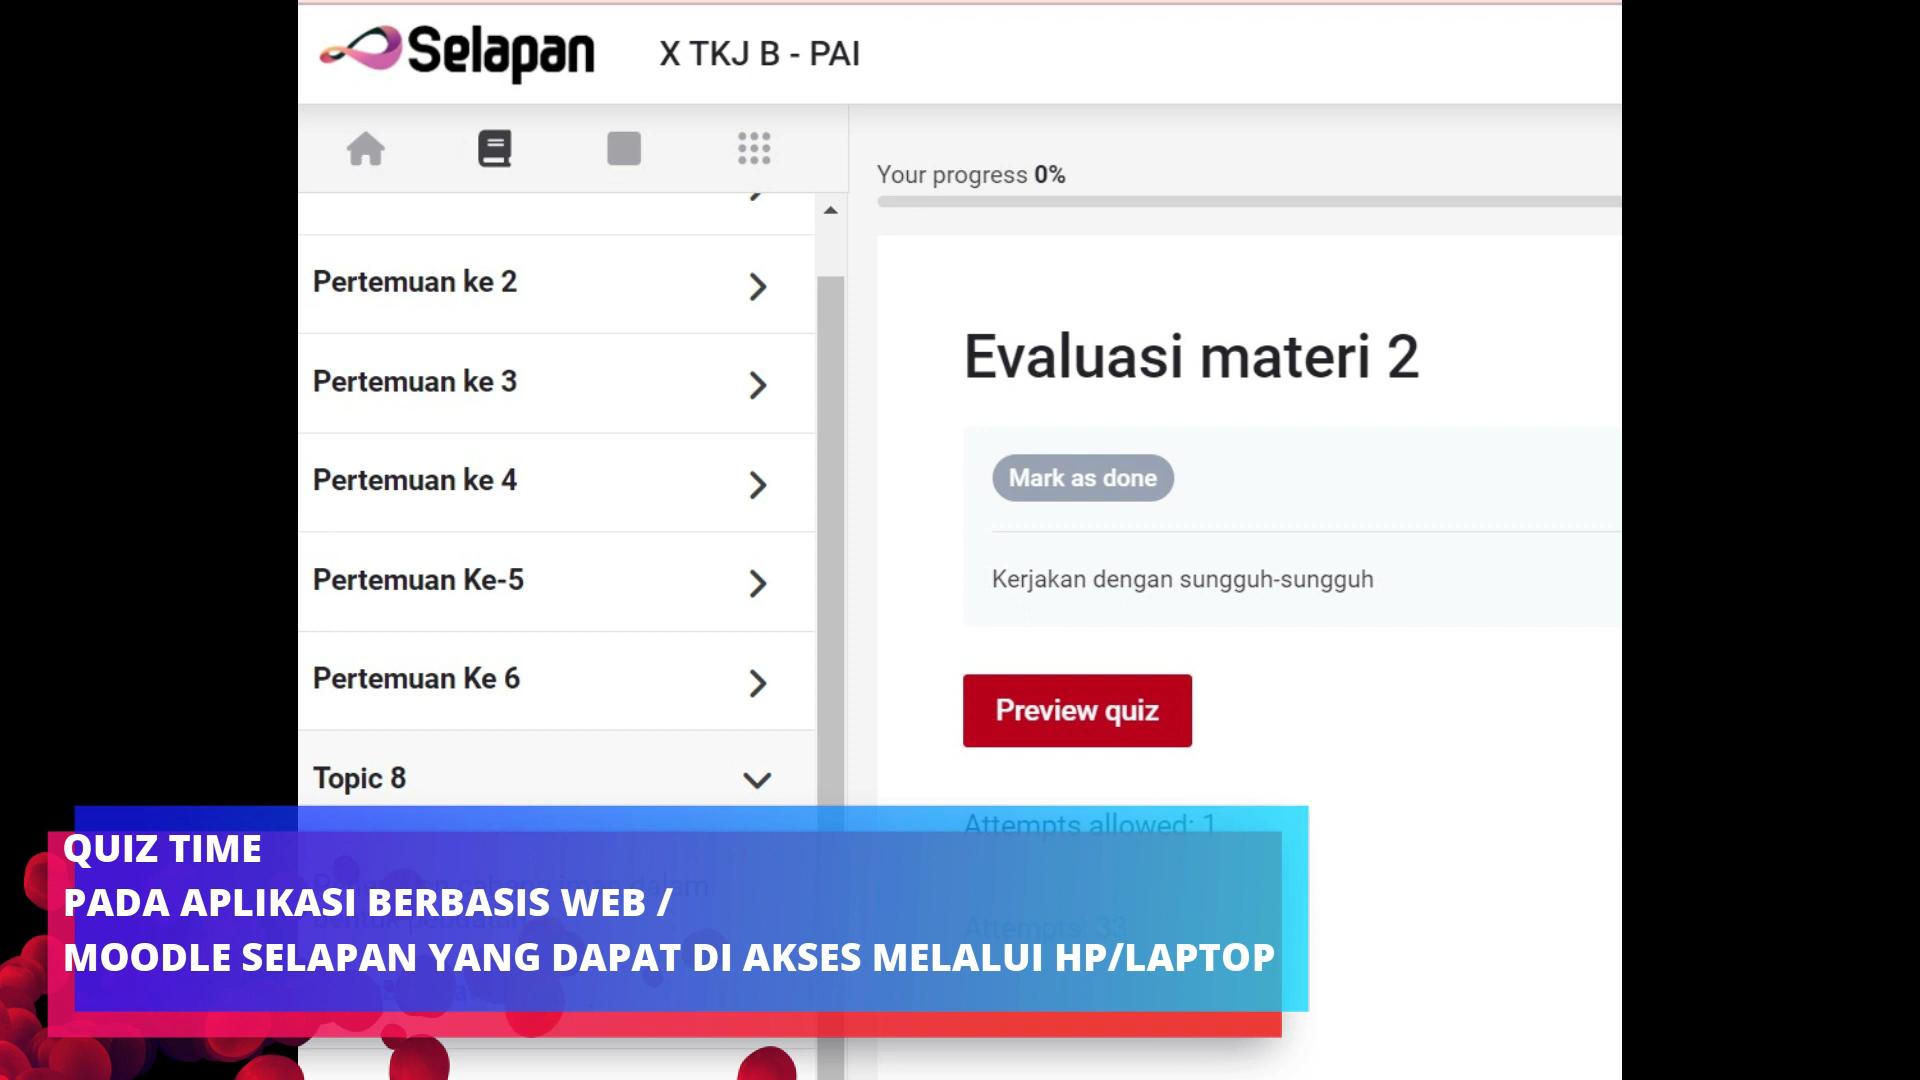 Selapan
X TKJ B - PAI
Your progress 0%
Pertemuan ke 2
Pertemuan ke 3
Pertemuan ke 4
Pertemuan Ke-5
Pertemuan Ke 6
Topic 8
Evaluasi materi 2
Mark as done
Kerjakan dengan sungguh-sungguh
Preview quiz
Attempts allowed: 1
Attempts: 33
QUIZ TIME
PADA APLIKASI BERBASIS WEB /
MOODLE SELAPAN YANG DAPAT DI AKSES MELALUI HP/LAPTOP